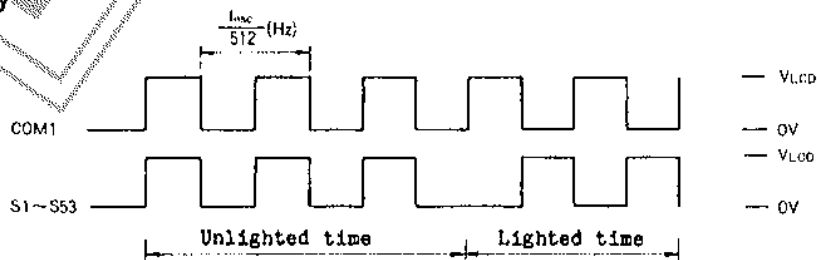 fosc
512 (Hz)
COM1
VLCD
0V
VLCD
S1~S53
0V
Unlighted time
Lighted time